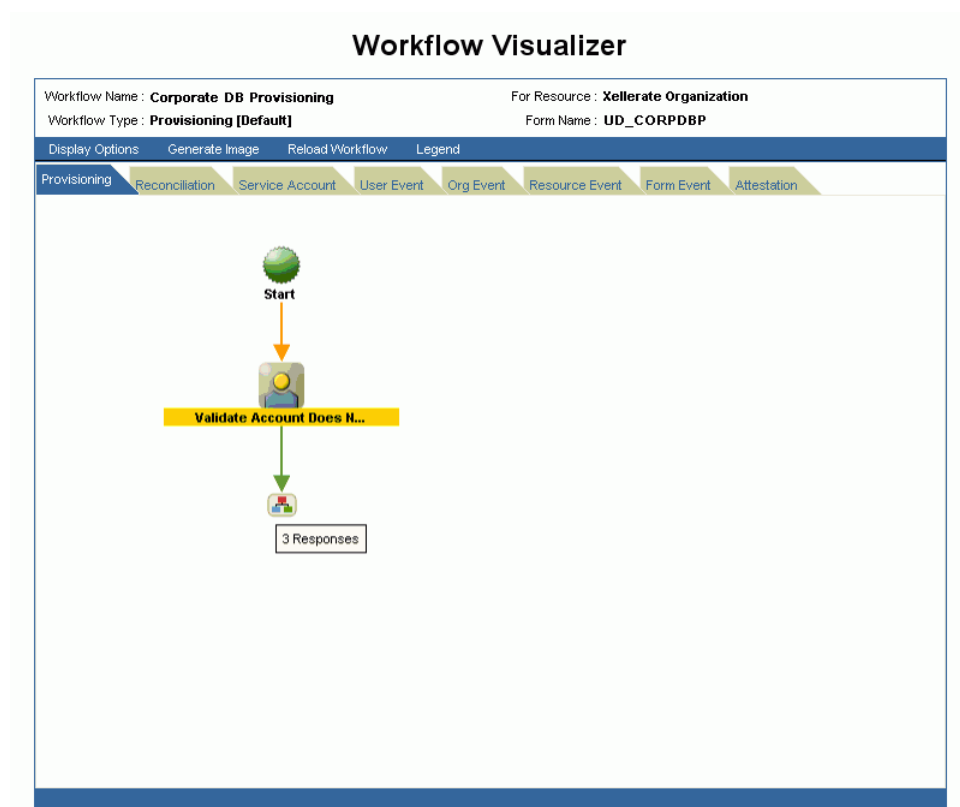 Workflow Visualizer
Workflow Name : Corporate DB Provisioning For Resource : Xellerate Organization
Workflow Type : Provisioning [Default] Form Name : UD_CORPDBP
Display Options Generate Image Reload Workflow Legend
Provisioning Reconciliation Service Account User Event Org Event Resource Event Form Event Attestation
Start
Validate Account Does N...
3 Responses